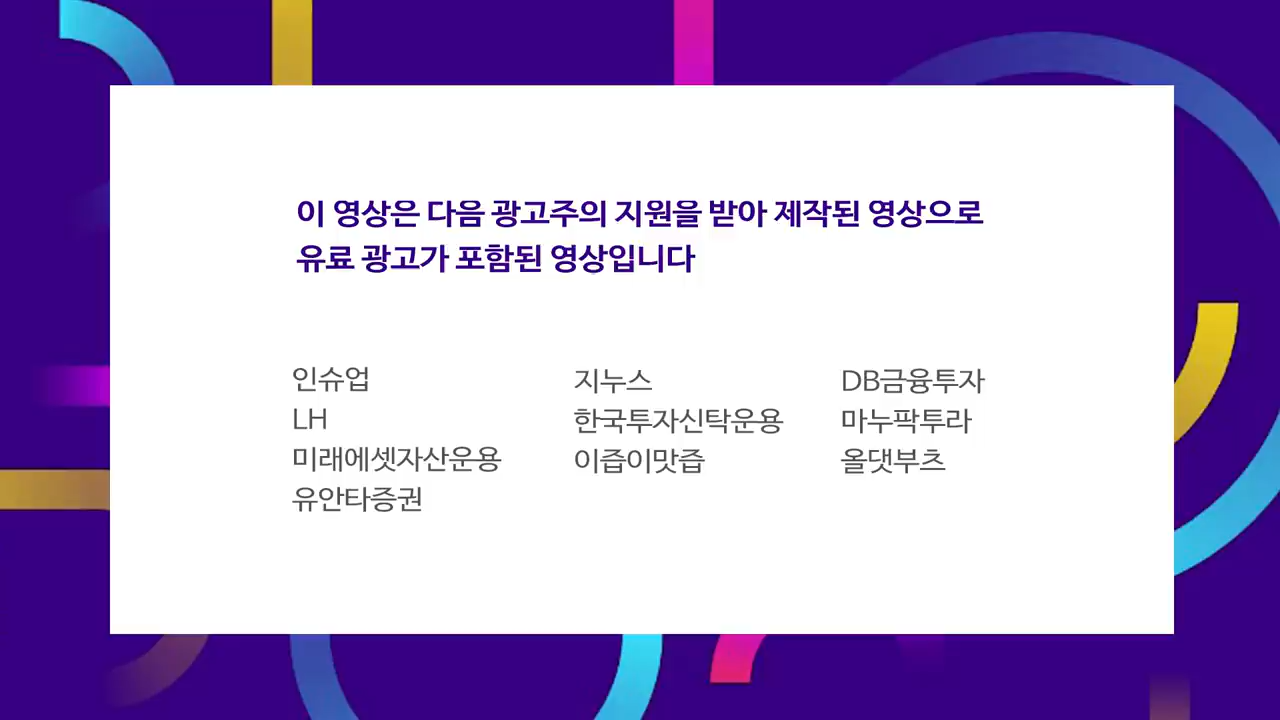 이 영상은 다음 광고주의 지원을 받아 제작된 영상으로
유료 광고가 포함된 영상입니다
인슈업
LH
미래에셋자산운용
유안타증권
지누스
한국투자신탁운용
이즙이맛즙
DB금융투자
마누팍투라
올댓부츠